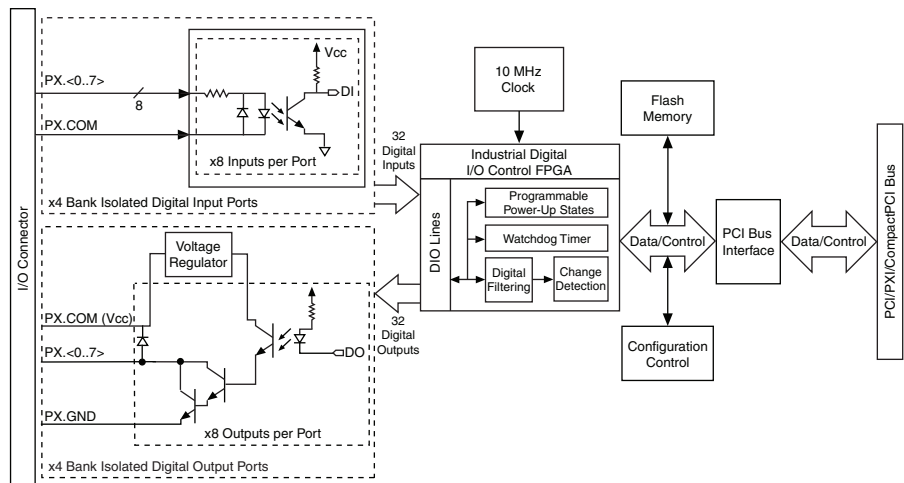 I/O Connector
PX.<0..7>
8
PX.COM
Vcc
DI
x8 Inputs per Port
x4 Bank Isolated Digital Input Ports
32
Digital
Inputs
Voltage
Regulator
PX.COM (Vcc)
PX.<0..7>
PX.GND
DO
x8 Outputs per Port
x4 Bank Isolated Digital Output Ports
32
Digital
Outputs
10 MHz
Clock
Industrial Digital
I/O Control FPGA
DIO Lines
Programmable
Power-Up States
Watchdog Timer
Digital
Filtering
Change
Detection
Flash
Memory
Data/Control
Configuration
Control
PCI Bus
Interface
Data/Control
PCI/PXI/CompactPCI Bus